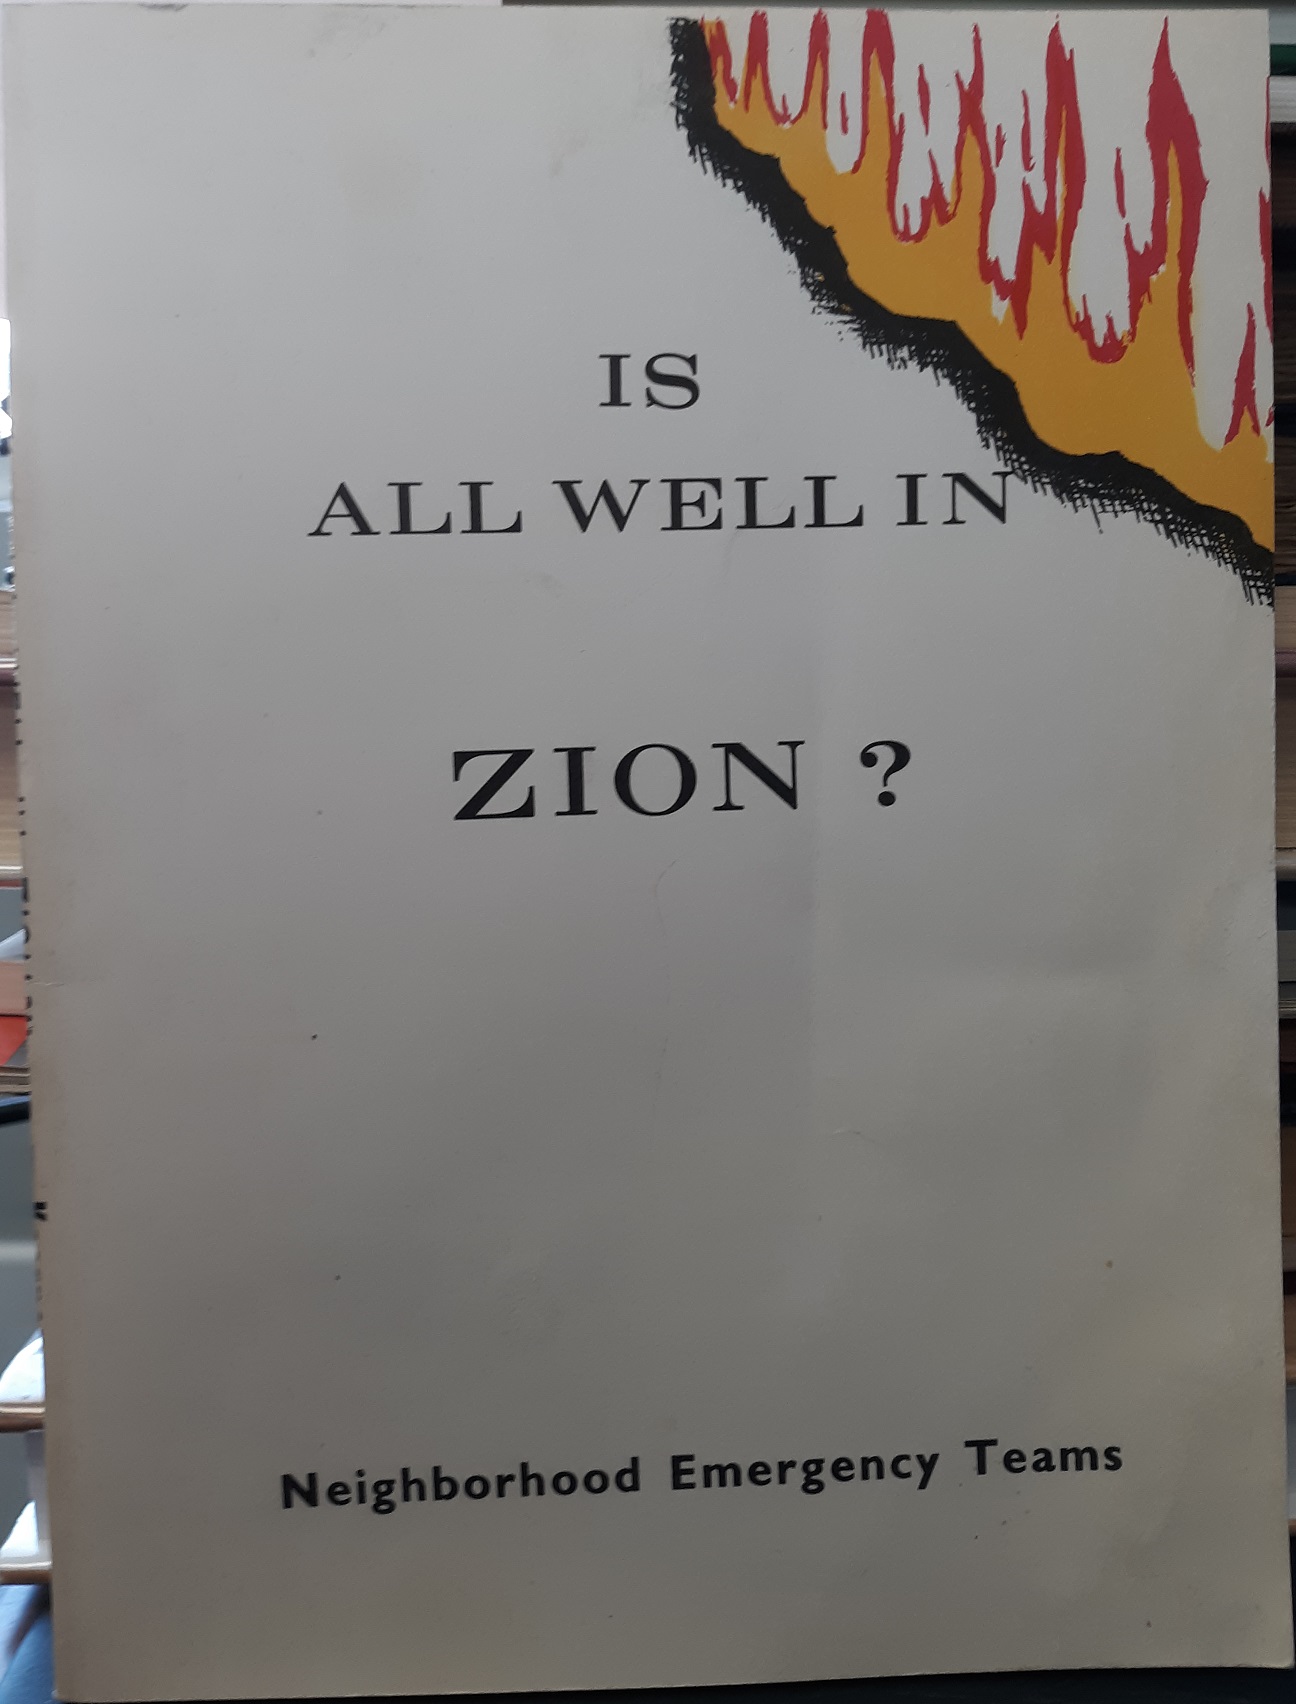 IS
ALL WELL IN
ZION ?
Neighborhood Emergency Teams